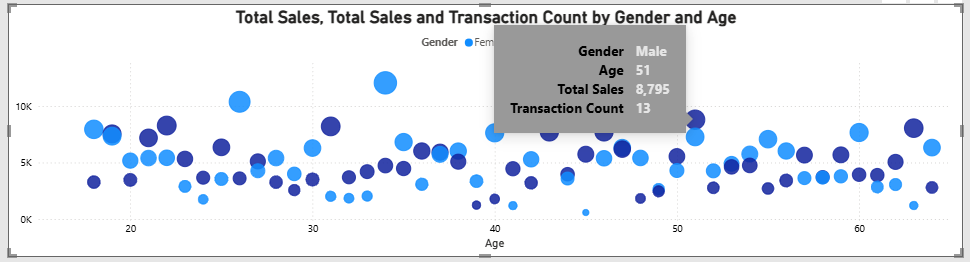 Total Sales, Total Sales and Transaction Count by Gender and Age
Gender Fem
Gender Male
Age 51
Total Sales 8,795
Transaction Count 13
10K
5K
0K
20 30 40 50 60
Age